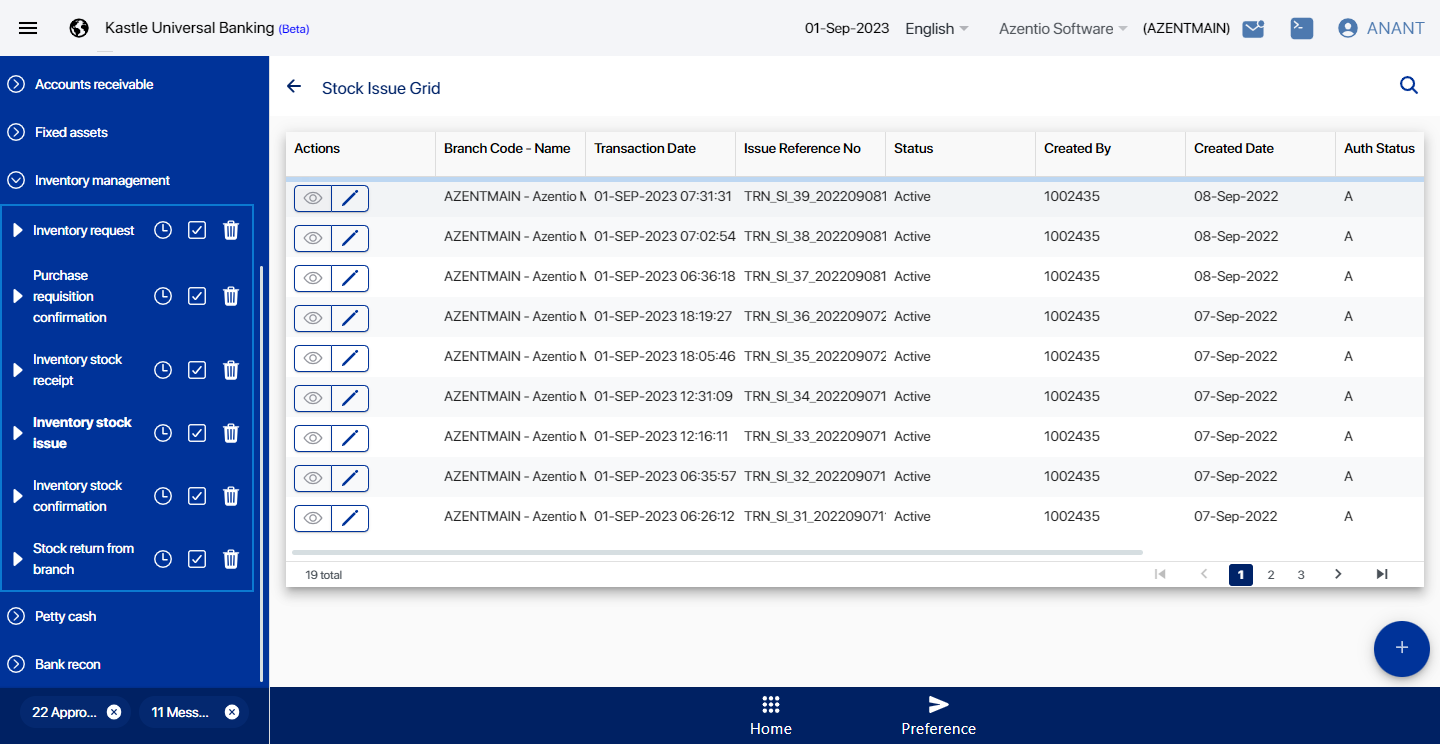 Kastle Universal Banking (Beta)
01-Sep-2023
English
Azentio Software
(AZENTMAIN)
ANANT
Accounts receivable
Fixed assets
Inventory management
Inventory request
Purchase
requisition
confirmation
Inventory stock
receipt
Inventory stock
issue
Inventory stock
confirmation
Stock return from
branch
Petty cash
Bank recon
22 Appro...
11 Mess...
Stock Issue Grid
Actions Branch Code - Name Transaction Date Issue Reference No Status Created By Created Date Auth Status
AZENTMAIN - Azentio M 01-SEP-2023 07:31:31 TRN_SI_39_202209081 Active 1002435 08-Sep-2022 A
AZENTMAIN - Azentio M 01-SEP-2023 07:02:54 TRN_SI_38_202209081 Active 1002435 08-Sep-2022 A
AZENTMAIN - Azentio M 01-SEP-2023 06:36:18 TRN_SI_37_202209081 Active 1002435 08-Sep-2022 A
AZENTMAIN - Azentio M 01-SEP-2023 18:19:27 TRN_SI_36_202209072 Active 1002435 07-Sep-2022 A
AZENTMAIN - Azentio M 01-SEP-2023 18:05:46 TRN_SI_35_202209072 Active 1002435 07-Sep-2022 A
AZENTMAIN - Azentio M 01-SEP-2023 12:31:09 TRN_SI_34_202209071 Active 1002435 07-Sep-2022 A
AZENTMAIN - Azentio M 01-SEP-2023 12:16:11 TRN_SI_33_202209071 Active 1002435 07-Sep-2022 A
AZENTMAIN - Azentio M 01-SEP-2023 06:35:57 TRN_SI_32_202209071 Active 1002435 07-Sep-2022 A
AZENTMAIN - Azentio M 01-SEP-2023 06:26:12 TRN_SI_31_202209071 Active 1002435 07-Sep-2022 A
19 total
1 2 3
Home
Preference